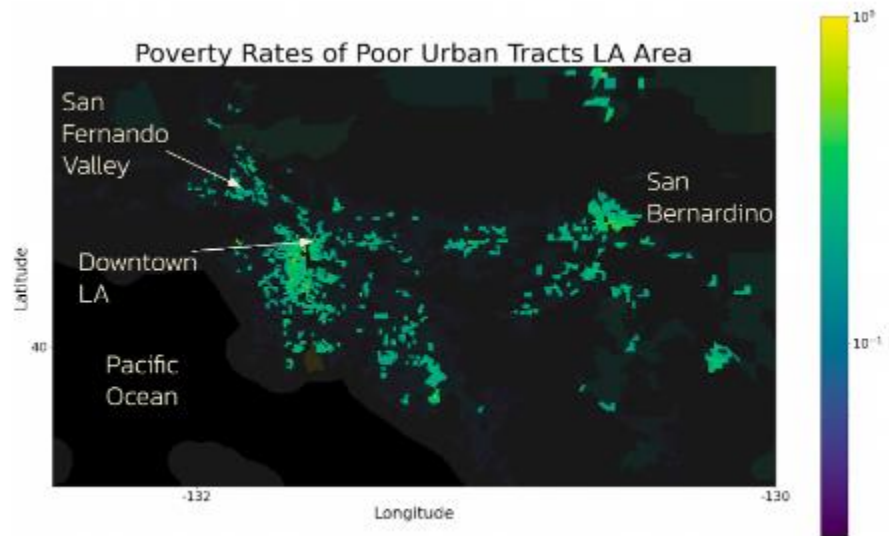 Poverty Rates of Poor Urban Tracts LA Area
10⁰
San
Fernando
Valley
San
Bernardino
Downtown
LA
Latitude
40
10⁻¹
Pacific
Ocean
-132
-130
Longitude